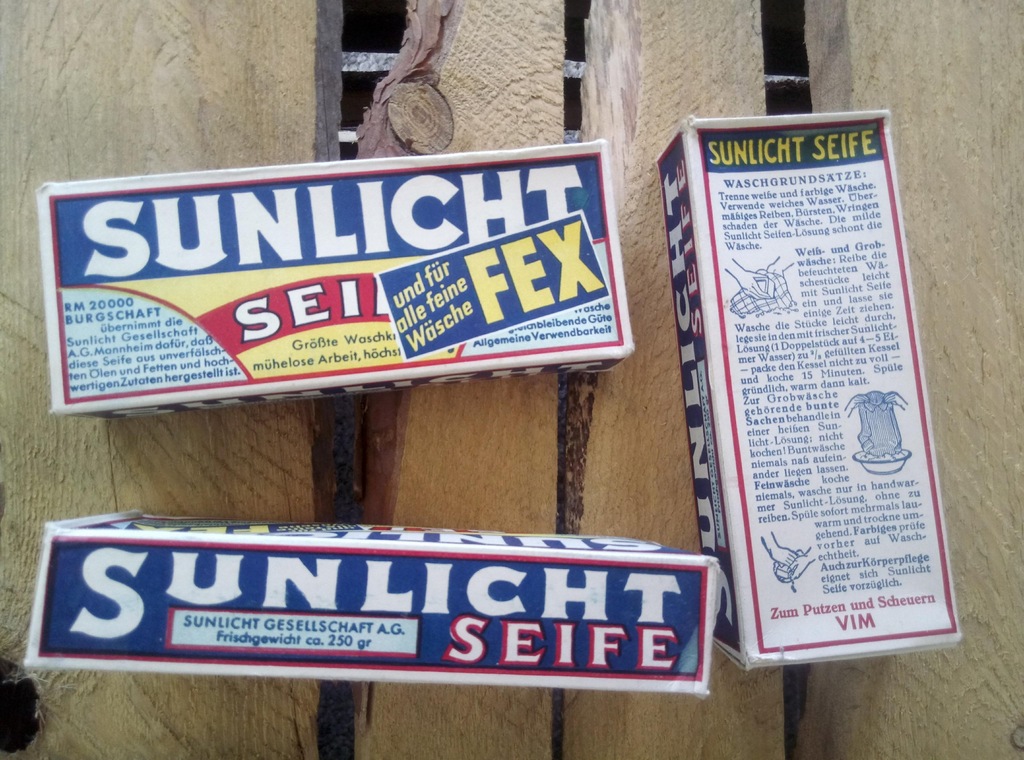 SUNLICHT
SEI
und für
alle feine
Wäsche
FEX
RM 20000
BÜRGSCHAFT
übernimmt die
Sunlicht Gesellschaft
A.G. Mannheim dafür, daß
diese Seife aus unverfälsch-
ten Ölen und Fetten und hoch-
wertigen Zutaten hergestellt ist.
Größte Waschk
mühelose Arbeit, höchs
Wäsche
gleichbleibende Güte
Allgemeine Verwendbarkeit
SUNLICHT
SUNLICHT
SUNLICHT GESELLSCHAFT A.G.
Frischgewicht ca. 250 gr
SEIFE
SUNLICHT
SEIFE
SUNLICHT SEIFE
WASCHGRUNDSÄTZE:
Trenne weiße und farbige Wäsche.
Verwende weiches Wasser. Über-
mäßiges Reiben, Bürsten, Wringen
schaden der Wäsche. Die milde
Sunlicht Seifen-Lösung schont die
Wäsche.
Weiß- und Grob-
wäsche: Reibe die
befeuchteten Wä-
schestücke leicht
mit Sunlicht Seife
ein und lasse sie
einige Zeit ziehen.
Wasche die Stücke leicht durch,
lege sie in den mit frischer Sunlicht-
Lösung (1 Doppelstück auf 4–5 Ei-
mer Wasser) zu ⅔ gefüllten Kessel
— packe den Kessel nicht zu voll —
und koche 15 Minuten. Spüle
gründlich, warm dann kalt.
Zur Grobwäsche
gehörende bunte
Sachen behandle in
einer heißen Sun-
licht-Lösung; nicht
kochen! Buntwäsche
niemals naß aufein-
ander liegen lassen.
Feinwäsche koche
niemals, wasche nur in handwar-
mer Sunlicht-Lösung, ohne zu
reiben. Spüle sofort mehrmals lau-
warm und trockne um-
gehend. Farbiges prüfe
vorher auf Wasch-
echtheit.
Auch zur Körperpflege
eignet sich Sunlicht
Seife vorzüglich.
Zum Putzen und Scheuern
VIM